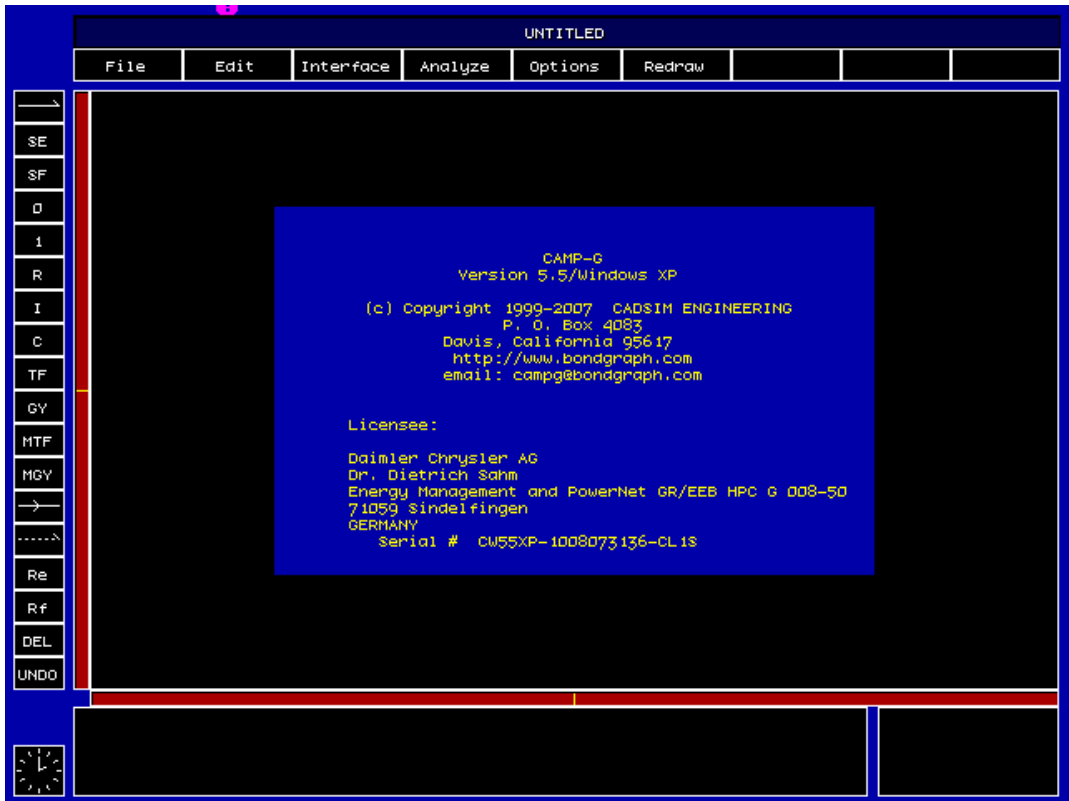 UNTITLED
File Edit Interface Analyze Options Redraw
SE
SF
0
1
R
I
C
TF
GY
MTF
MGY
Re
Rf
DEL
UNDO
CAMP-G
Version 5.5/Windows XP
(c) Copyright 1999-2007 CADSIM ENGINEERING
P. O. Box 4083
Davis, California 95617
http://www.bondgraph.com
email: campg@bondgraph.com
Licensee:
Daimler Chrysler AG
Dr. Dietrich Sahm
Energy Management and PowerNet GR/EEB HPC G 008-50
71059 Sindelfingen
GERMANY
Serial # CW55XP-1008073136-CL1S